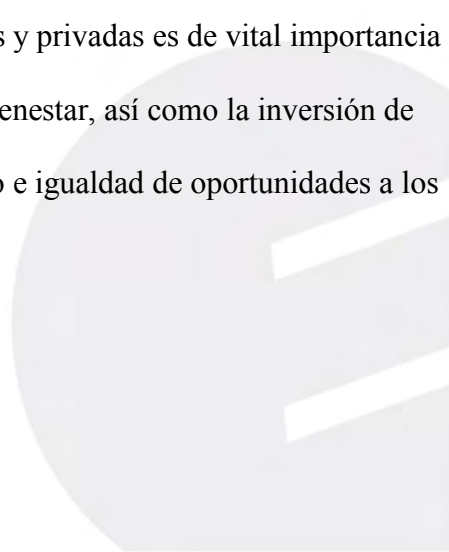 s y privadas es de vital importancia
enestar, así como la inversión de
o e igualdad de oportunidades a los